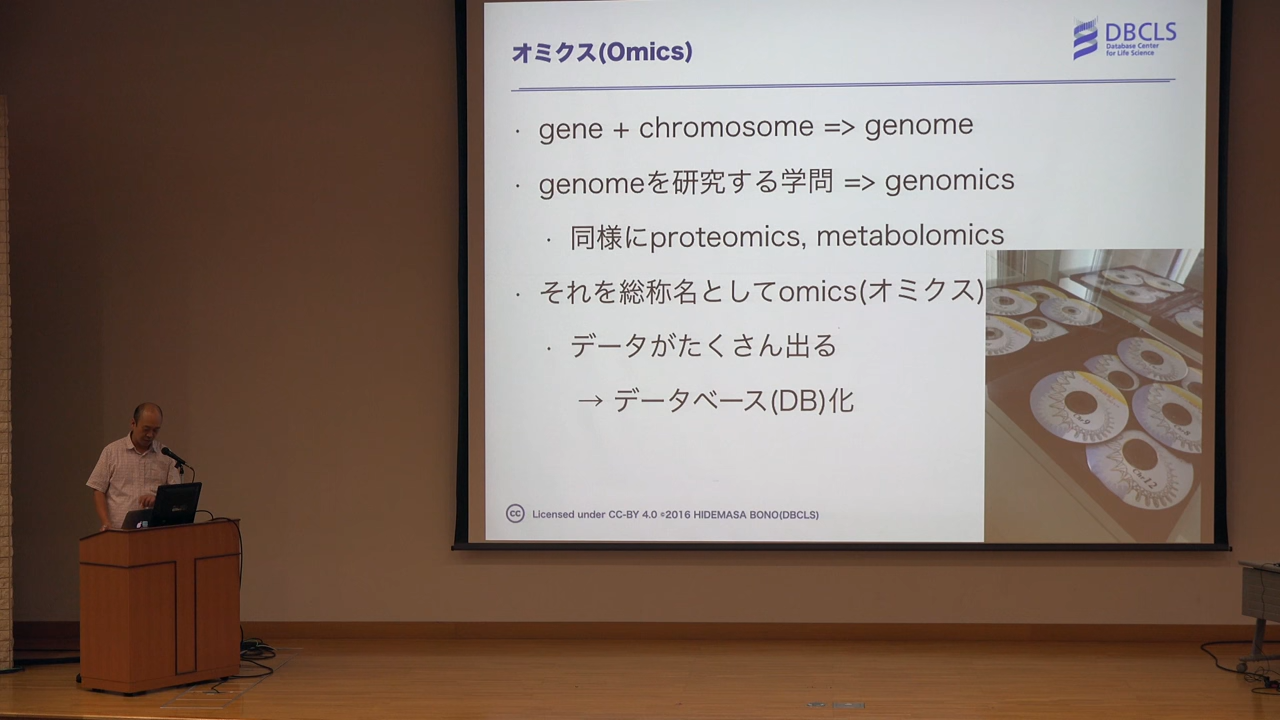 オミクス(Omics)
DBCLS
Database Center
for Life Science
· gene + chromosome => genome
· genomeを研究する学問 => genomics
· 同様にproteomics, metabolomics
· それを総称名としてomics(オミクス)
· データがたくさん出る
→ データベース(DB)化
cc Licensed under CC-BY 4.0 ©2016 HIDEMASA BONO(DBCLS)